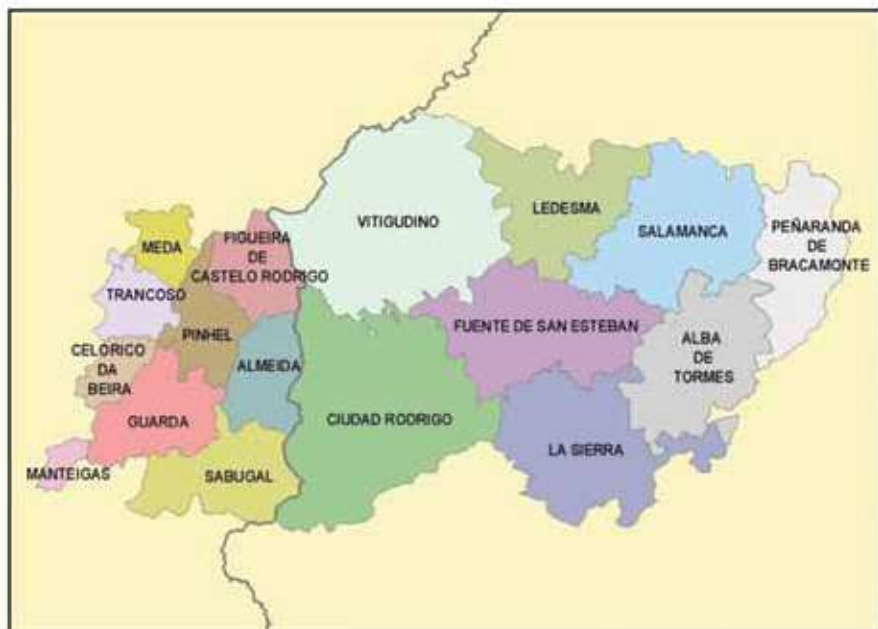 VITIGUDINO
LEDESMA
SALAMANCA
PEÑARANDA
DE
BRACAMONTE
MEDA
FIGUEIRA
DE
CASTELO RODRIGO
TRANCOSO
PINHEL
FUENTE DE SAN ESTEBAN
ALBA
DE
TORMES
CELORICO
DA
BEIRA
ALMEIDA
GUARDA
CIUDAD RODRIGO
LA SIERRA
MANTEIGAS
SABUGAL